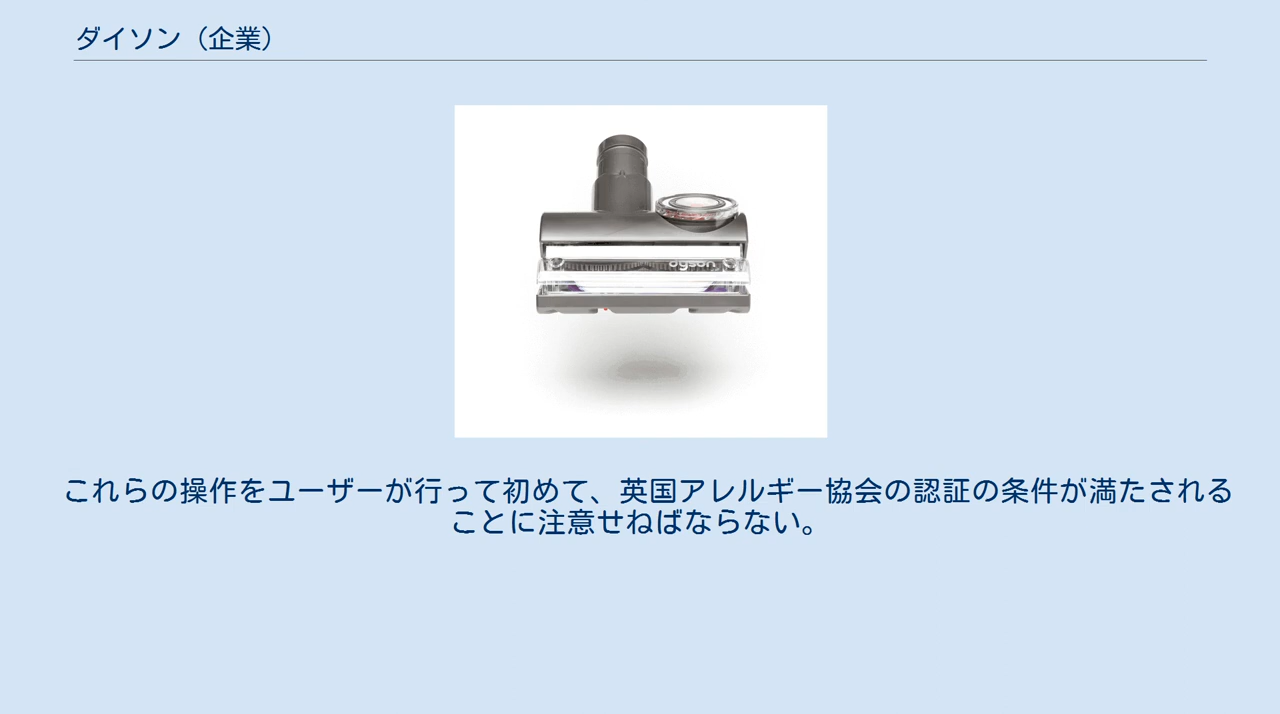 ダイソン（企業）
dyson
これらの操作をユーザーが行って初めて、英国アレルギー協会の認証の条件が満たされる
ことに注意せねばならない。